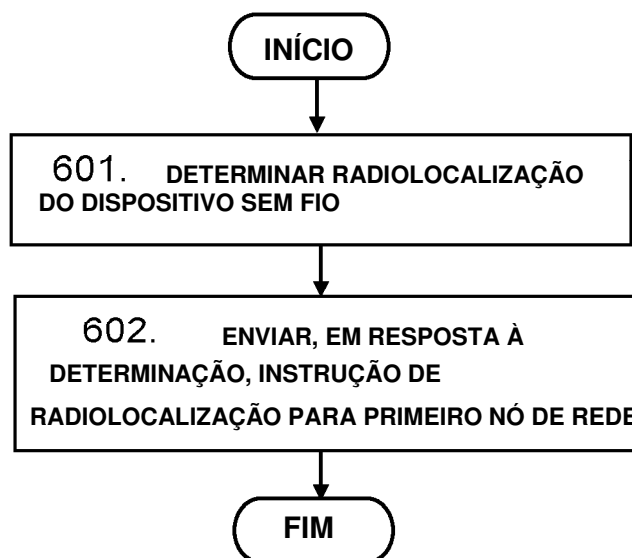 INÍCIO
601. DETERMINAR RADIOLOCALIZAÇÃO
DO DISPOSITIVO SEM FIO
602. ENVIAR, EM RESPOSTA À
DETERMINAÇÃO, INSTRUÇÃO DE
RADIOLOCALIZAÇÃO PARA PRIMEIRO NÓ DE REDE
FIM